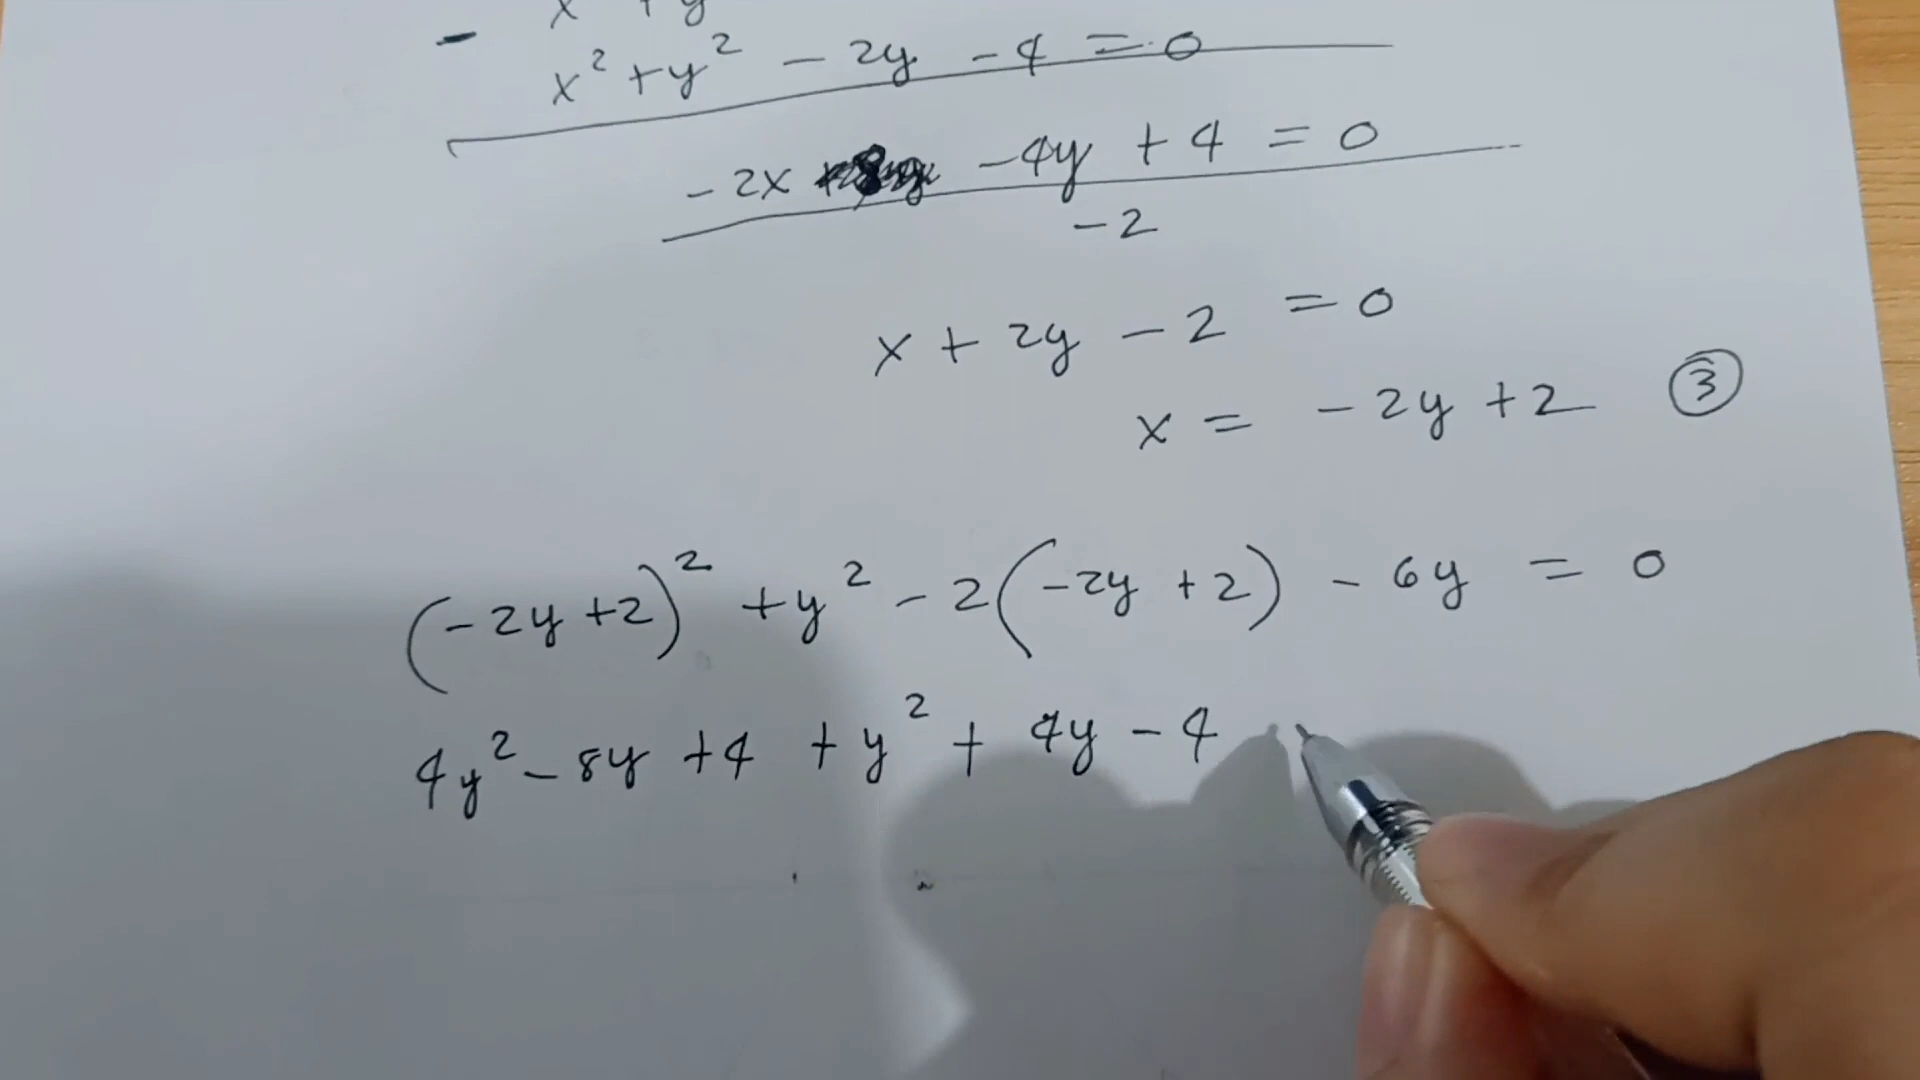 x² + y² - 2y - 4 = 0
-2x - 4y + 4 = 0
-2
x + 2y - 2 = 0
x = -2y + 2 ③
(-2y + 2)² + y² - 2(-2y + 2) - 6y = 0
4y² - 8y + 4 + y² + 4y - 4